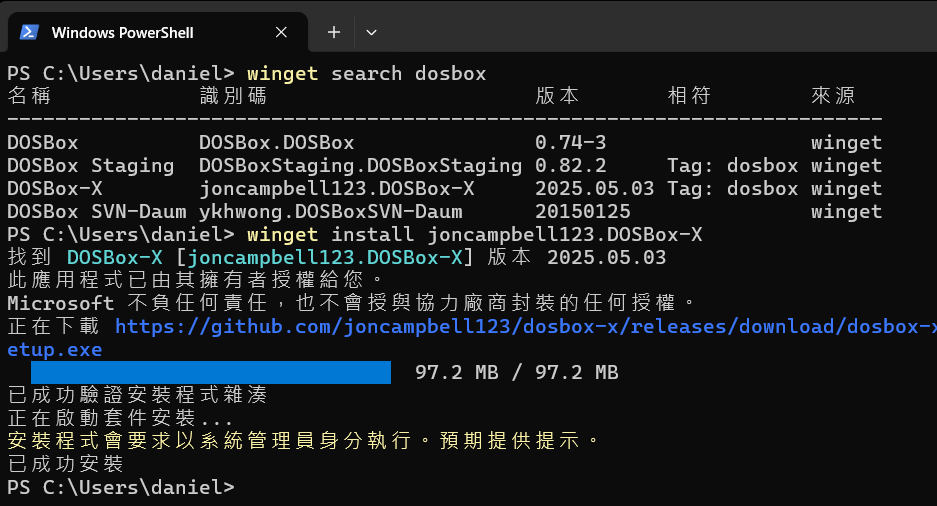 Windows PowerShell
PS C:\Users\daniel> winget search dosbox
名稱 識別碼 版本 相符 來源
-------------------------------------------------------------------------
DOSBox DOSBox.DOSBox 0.74-3 winget
DOSBox Staging DOSBoxStaging.DOSBoxStaging 0.82.2 Tag: dosbox winget
DOSBox-X joncampbell123.DOSBox-X 2025.05.03 Tag: dosbox winget
DOSBox SVN-Daum ykhwong.DOSBoxSVN-Daum 20150125 winget
PS C:\Users\daniel> winget install joncampbell123.DOSBox-X
找到 DOSBox-X [joncampbell123.DOSBox-X] 版本 2025.05.03
此應用程式已由其擁有者授權給您。
Microsoft 不負任何責任，也不會授與協力廠商封裝的任何授權。
正在下載 https://github.com/joncampbell123/dosbox-x/releases/download/dosbox-x
etup.exe
97.2 MB / 97.2 MB
已成功驗證安裝程式雜湊
正在啟動套件安裝...
安裝程式會要求以系統管理員身分執行。預期提供提示。
已成功安裝
PS C:\Users\daniel>